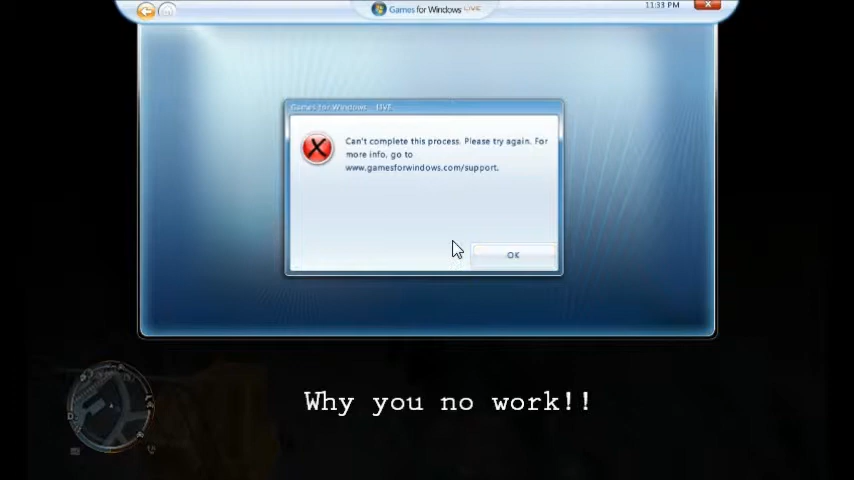 Games for Windows LIVE
11:33 PM
Games for Windows - LIVE
Can't complete this process. Please try again. For
more info, go to
www.gamesforwindows.com/support.
OK
Why you no work!!